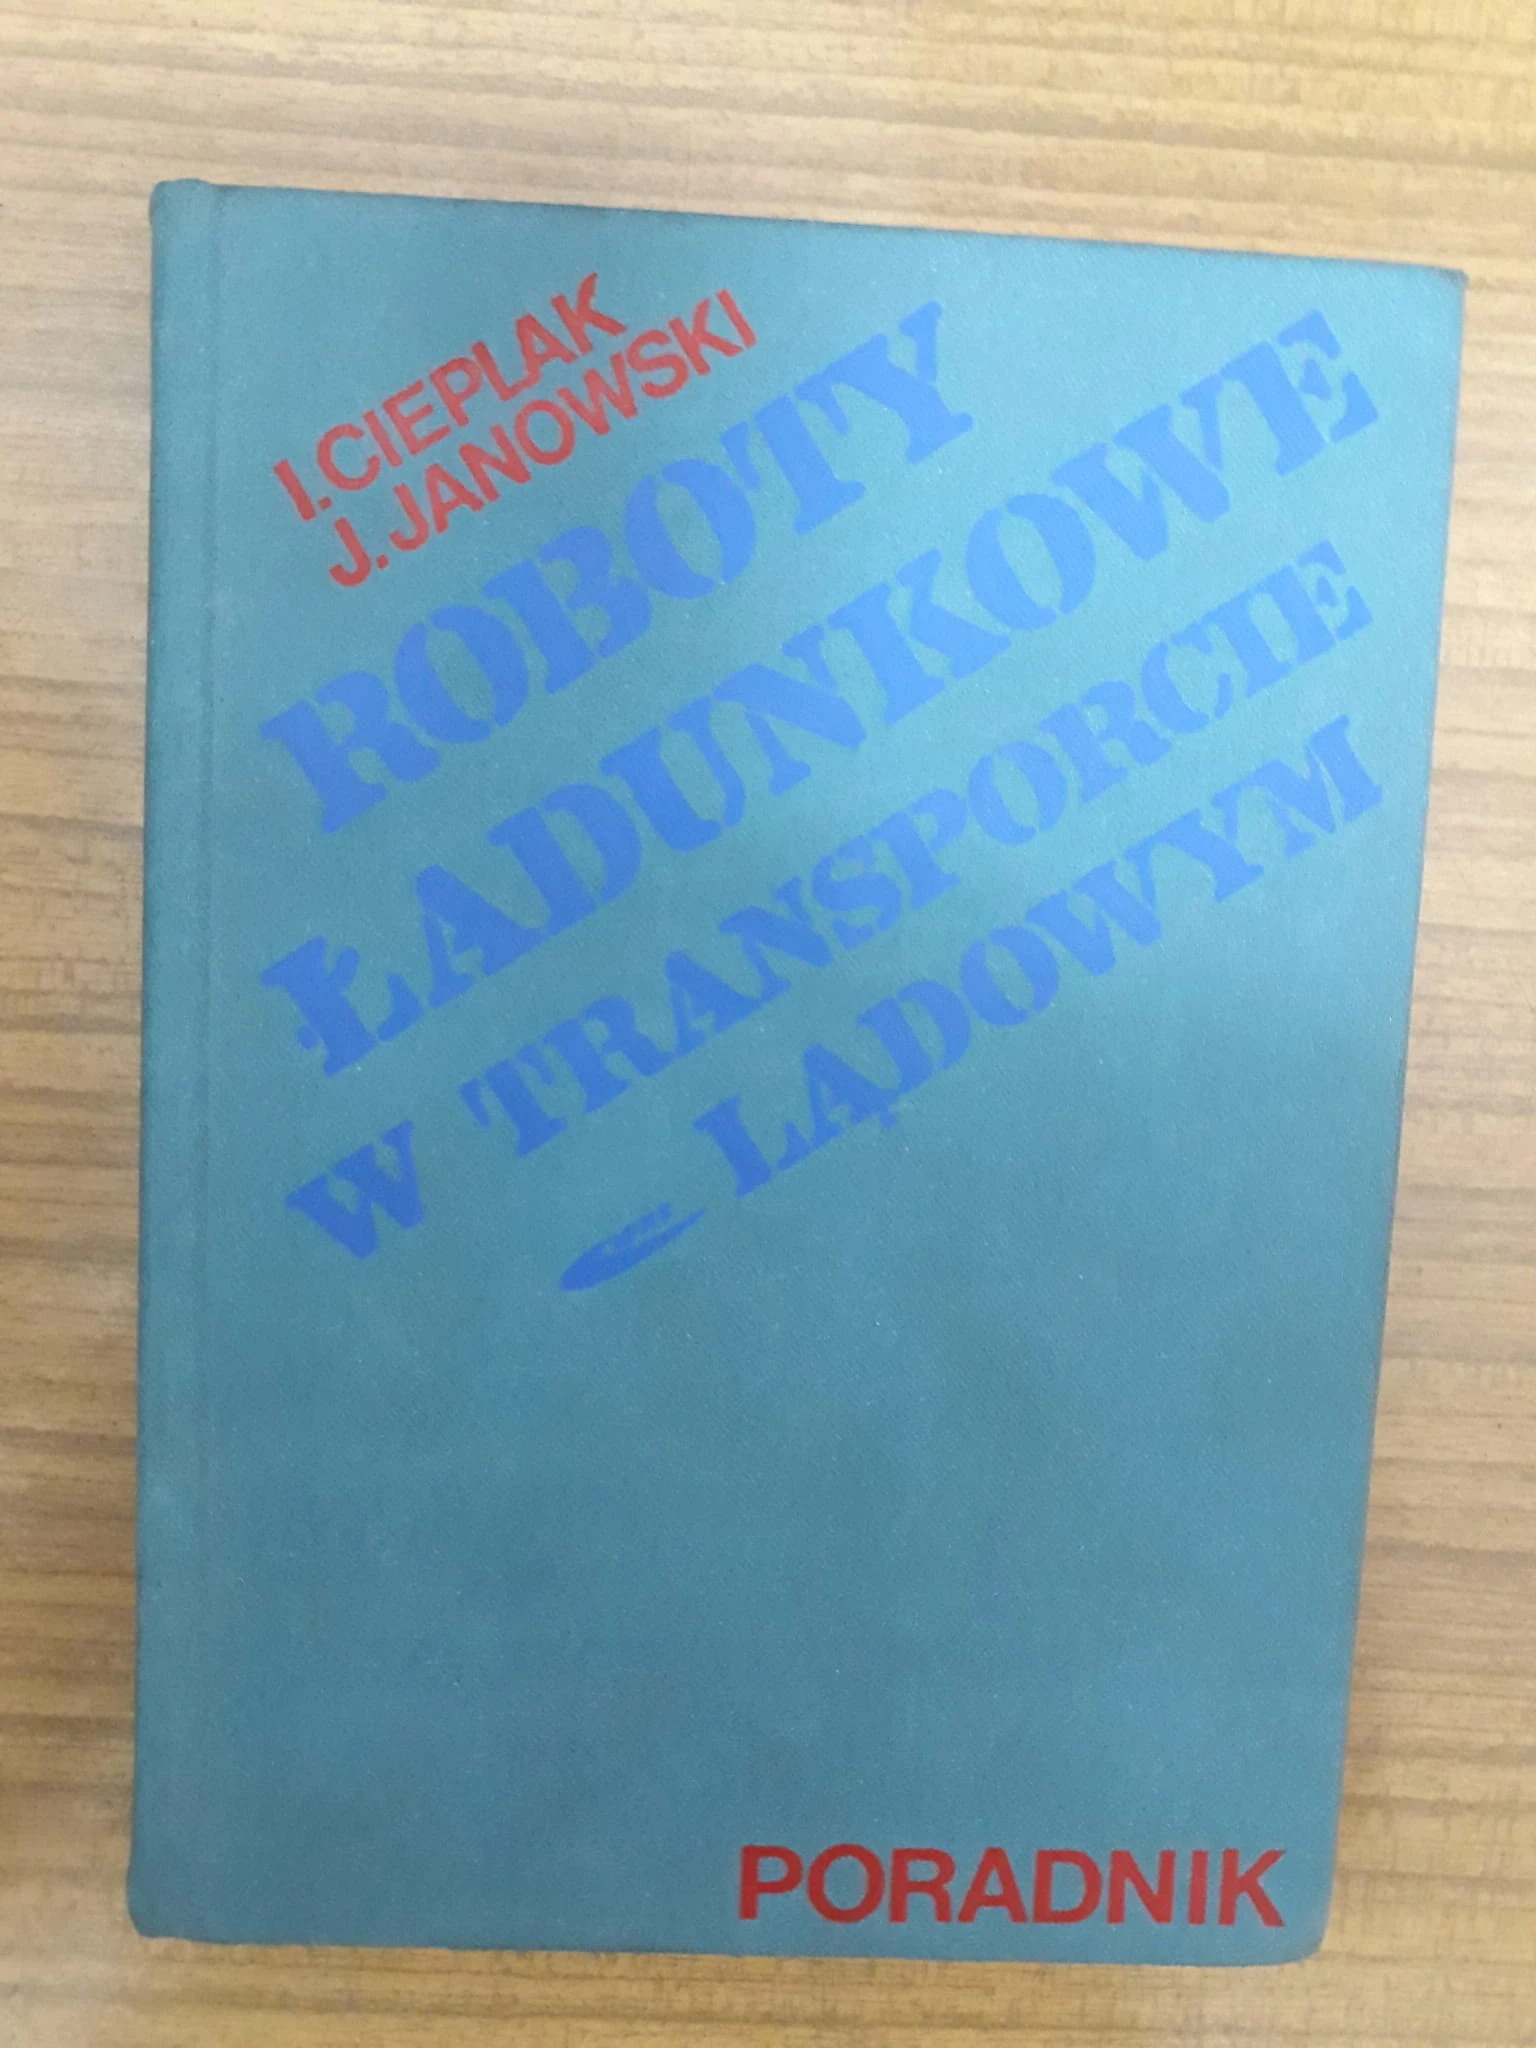 I. CIEPLAK
J. JANOWSKI
ROBOTY
ŁADUNKOWE
W TRANSPORCIE
LĄDOWYM
PORADNIK